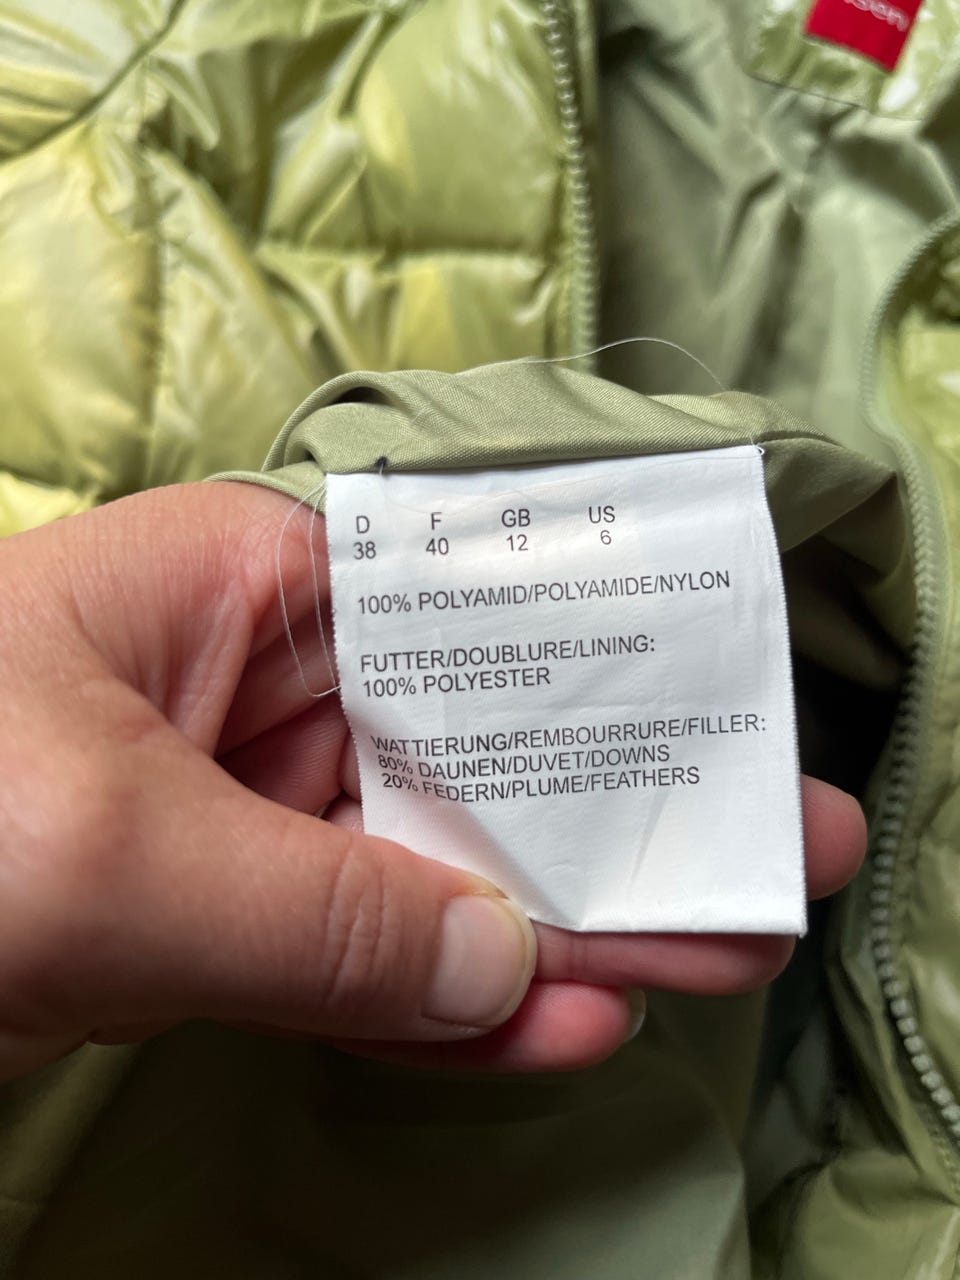 D F GB US
38 40 12 6
100% POLYAMID/POLYAMIDE/NYLON
FUTTER/DOUBLURE/LINING:
100% POLYESTER
WATTIERUNG/REMBOURRURE/FILLER:
80% DAUNEN/DUVET/DOWNS
20% FEDERN/PLUME/FEATHERS